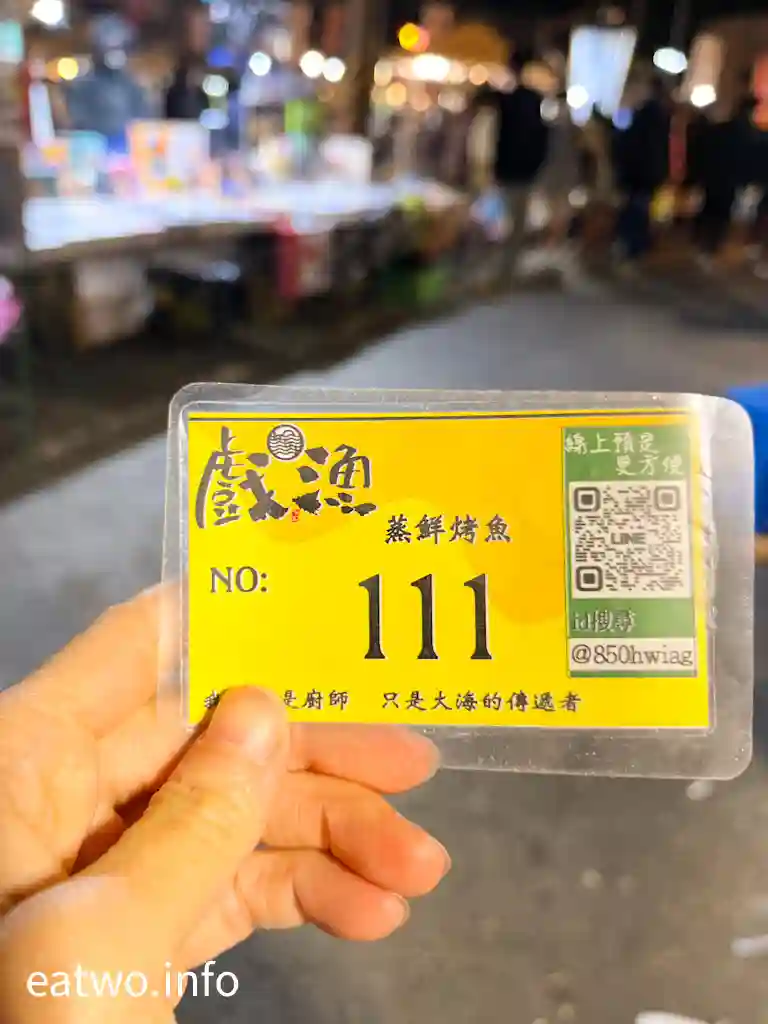 戲漁
蒸鮮烤魚
NO:
111
是廚師 只是大海的傳遞者
線上預定
更方便
LINE
id搜尋
@850hwiag
eatwo.info